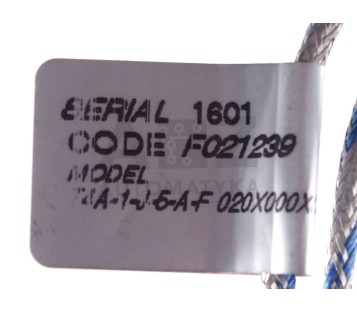 SERIAL 1601
CODE F021239
MODEL
020X000X